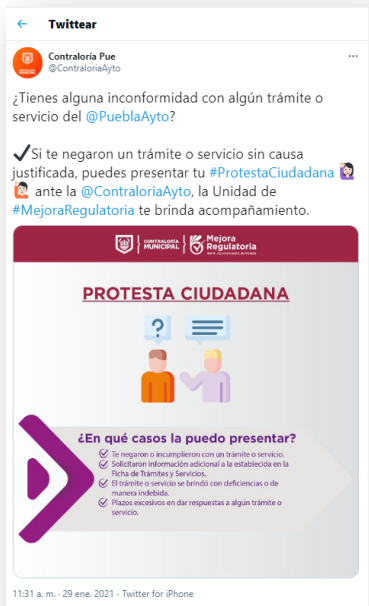 Twittear
Contraloría Pue
@ContraloriaAyto
¿Tienes alguna inconformidad con algún trámite o
servicio del @PueblaAyto?
✔Si te negaron un trámite o servicio sin causa
justificada, puedes presentar tu #ProtestaCiudadana 🙋🏻‍♀️
🙋🏻‍♂️ ante la @ContraloriaAyto, la Unidad de
#MejoraRegulatoria te brinda acompañamiento.
CONTRALORÍA
MUNICIPAL
Mejora
Regulatoria
PROTESTA CIUDADANA
?
¿En qué casos la puedo presentar?
Te negaron o incumplieron con un trámite o servicio.
Solicitaron información adicional a la establecida en la
Ficha de Trámites y Servicios.
El trámite o servicio se brindó con deficiencias o de
manera indebida.
Plazos excesivos en dar respuestas a algún trámite o
servicio.
11:31 a. m. · 29 ene. 2021 · Twitter for iPhone